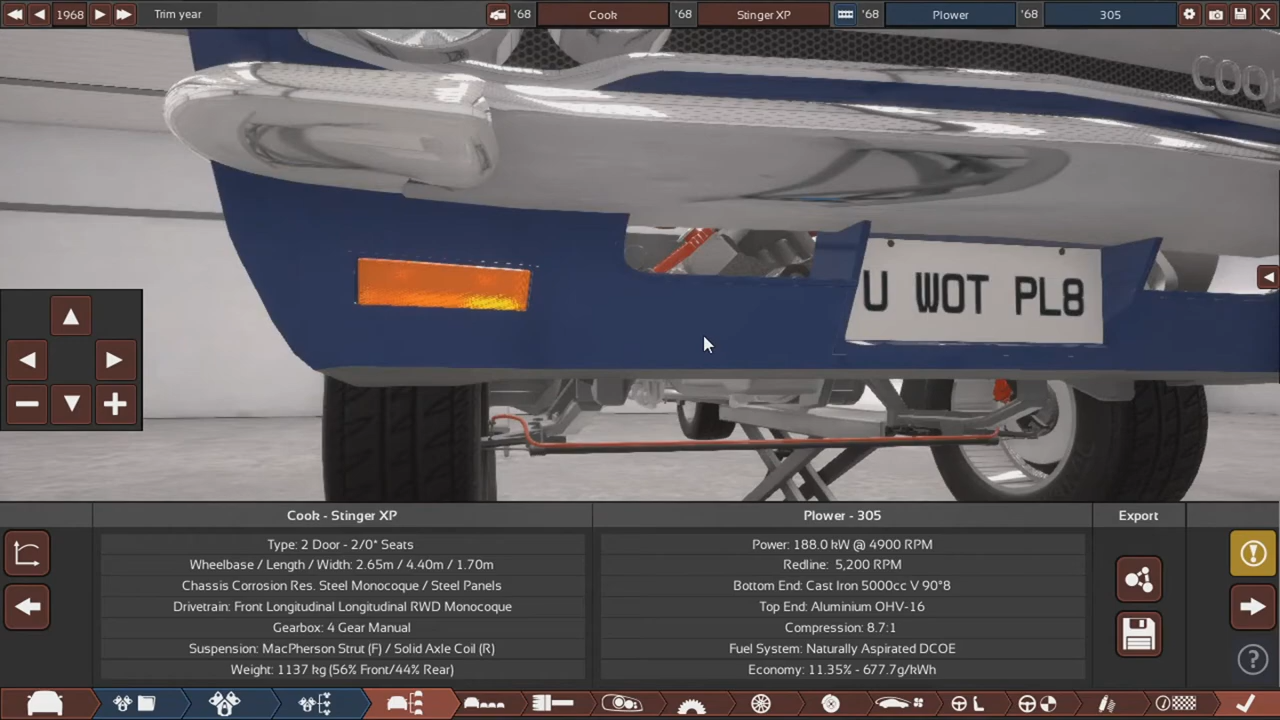 1968 Trim year '68 Cook '68 Stinger XP '68 Plower '68 305
COO
U WOT PL8
Cook - Stinger XP
Type: 2 Door - 2/0* Seats
Wheelbase / Length / Width: 2.65m / 4.40m / 1.70m
Chassis Corrosion Res. Steel Monocoque / Steel Panels
Drivetrain: Front Longitudinal Longitudinal RWD Monocoque
Gearbox: 4 Gear Manual
Suspension: MacPherson Strut (F) / Solid Axle Coil (R)
Weight: 1137 kg (56% Front/44% Rear)
Plower - 305
Power: 188.0 kW @ 4900 RPM
Redline: 5,200 RPM
Bottom End: Cast Iron 5000cc V 90°8
Top End: Aluminium OHV-16
Compression: 8.7:1
Fuel System: Naturally Aspirated DCOE
Economy: 11.35% - 677.7g/kWh
Export